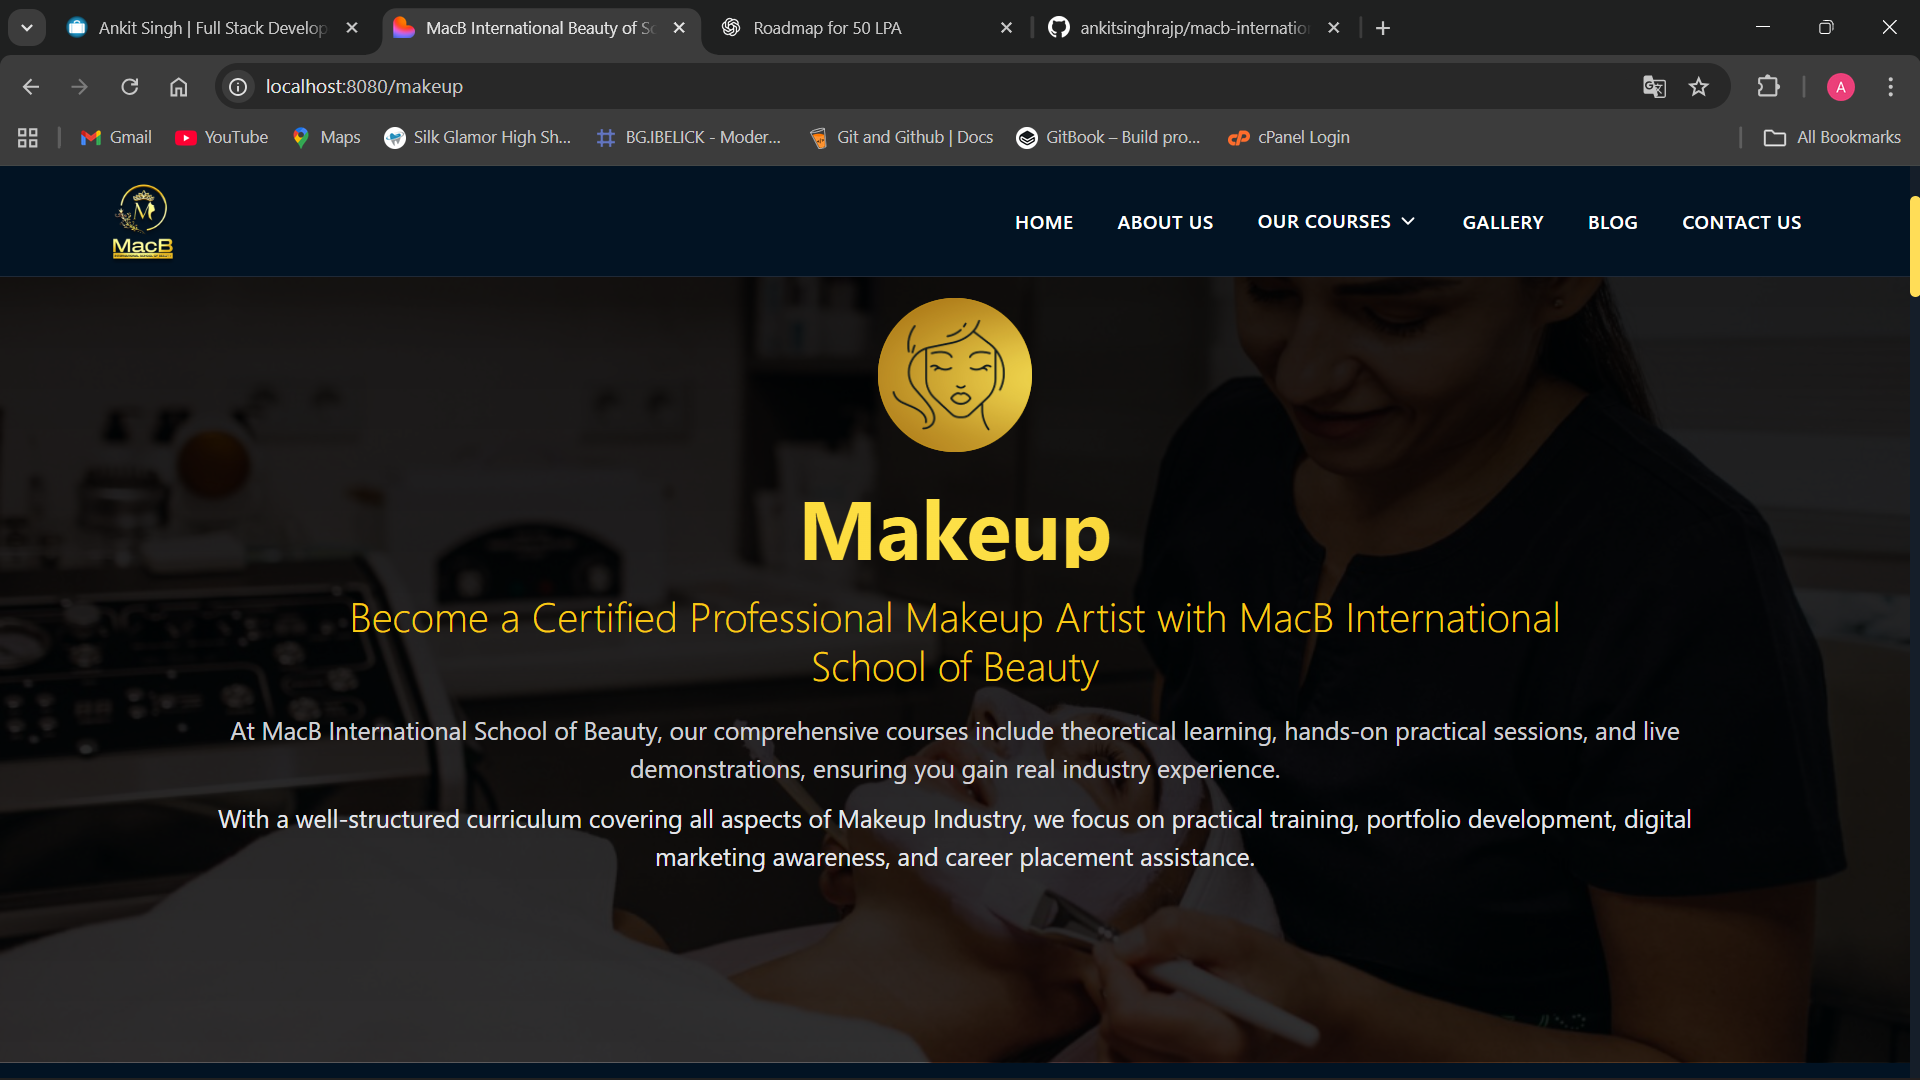 Ankit Singh | Full Stack Develop
MacB International Beauty of Sc
Roadmap for 50 LPA
ankitsinghrajp/macb-internatio
localhost:8080/makeup
A
Gmail
YouTube
Maps
Silk Glamor High Sh...
BG.IBELICK - Moder...
Git and Github | Docs
GitBook – Build pro...
cPanel Login
All Bookmarks
M
MacB
HOME
ABOUT US
OUR COURSES
GALLERY
BLOG
CONTACT US
Makeup
Become a Certified Professional Makeup Artist with MacB International
School of Beauty
At MacB International School of Beauty, our comprehensive courses include theoretical learning, hands-on practical sessions, and live
demonstrations, ensuring you gain real industry experience.
With a well-structured curriculum covering all aspects of Makeup Industry, we focus on practical training, portfolio development, digital
marketing awareness, and career placement assistance.